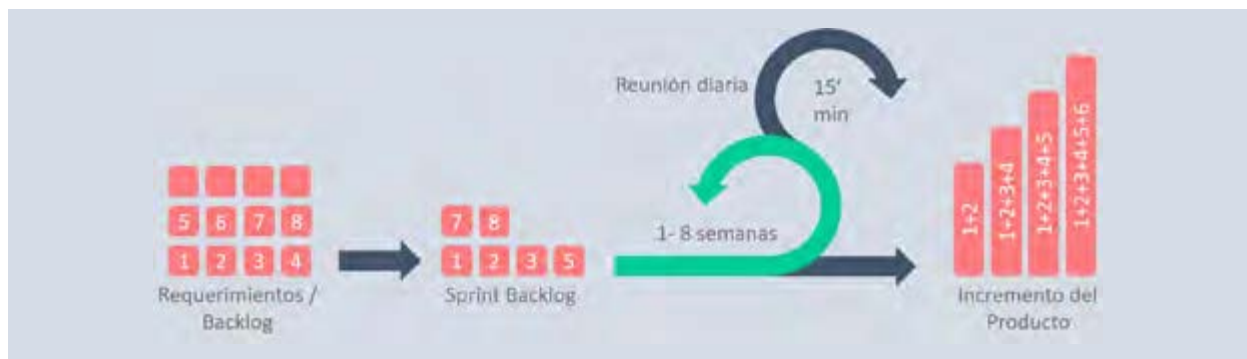 Reunión diaria
15'
min
5 6 7 8
1 2 3 4
7 8
1 2 3 5
1- 8 semanas
1+2
1+2+3+4
1+2+3+4+5
1+2+3+4+5+6
Requerimientos /
Backlog
Sprint Backlog
Incremento del
Producto